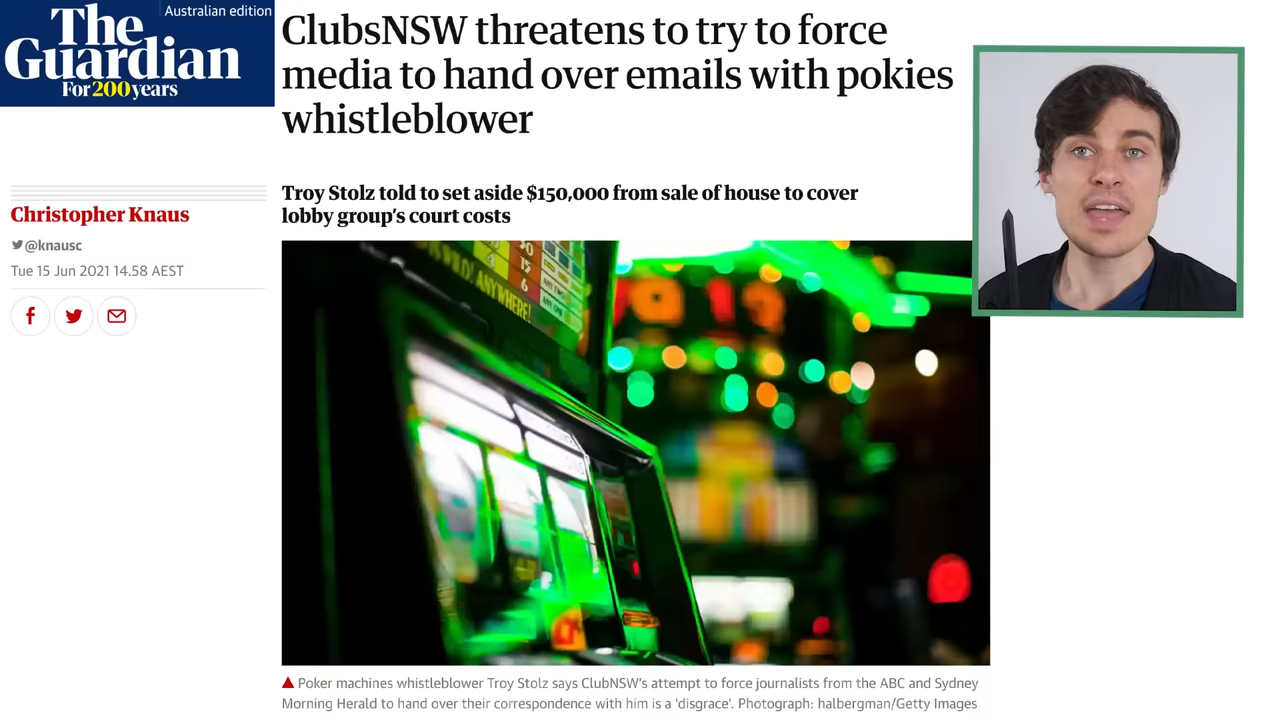 Australian edition
The
Guardian
For 200 years
ClubsNSW threatens to try to force
media to hand over emails with pokies
whistleblower
Troy Stolz told to set aside $150,000 from sale of house to cover
lobby group's court costs
Christopher Knaus
@knausc
Tue 15 Jun 2021 14.58 AEST
ANYWHERE!
Poker machines whistleblower Troy Stolz says ClubNSW's attempt to force journalists from the ABC and Sydney
Morning Herald to hand over their correspondence with him is a 'disgrace'. Photograph: halbergman/Getty Images